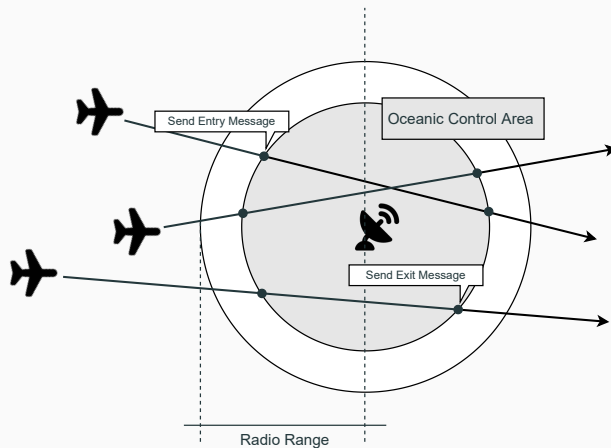 Send Entry Message
Oceanic Control Area
Send Exit Message
Radio Range